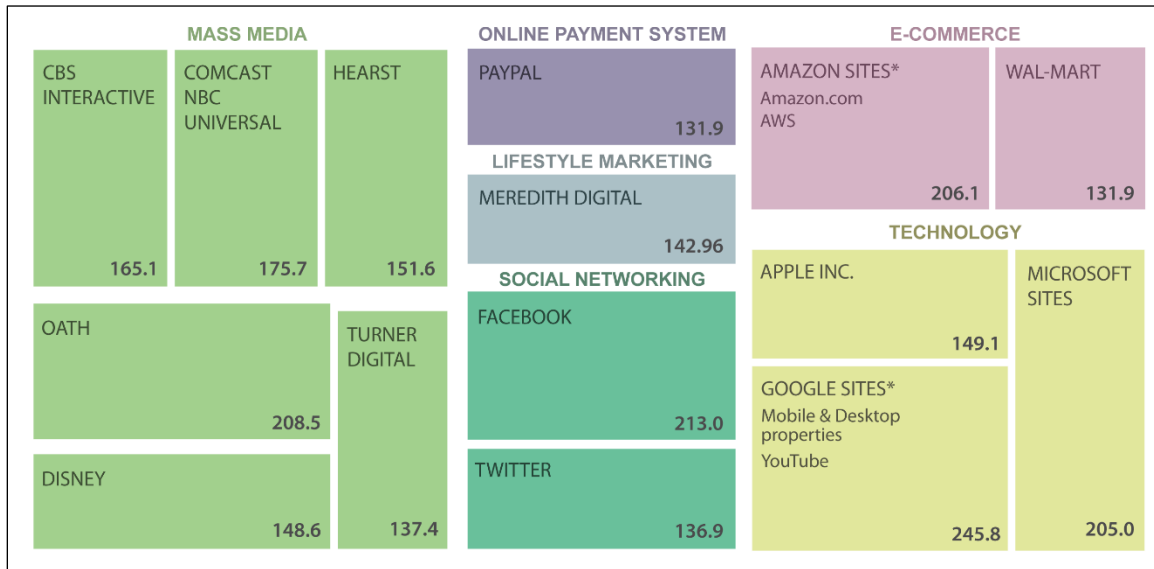 MASS MEDIA
CBS
INTERACTIVE
165.1
COMCAST
NBC
UNIVERSAL
175.7
HEARST
151.6
OATH
208.5
TURNER
DIGITAL
137.4
DISNEY
148.6
ONLINE PAYMENT SYSTEM
PAYPAL
131.9
LIFESTYLE MARKETING
MEREDITH DIGITAL
142.96
SOCIAL NETWORKING
FACEBOOK
213.0
TWITTER
136.9
E-COMMERCE
AMAZON SITES*
Amazon.com
AWS
206.1
WAL-MART
131.9
TECHNOLOGY
APPLE INC.
149.1
MICROSOFT
SITES
205.0
GOOGLE SITES*
Mobile & Desktop
properties
YouTube
245.8